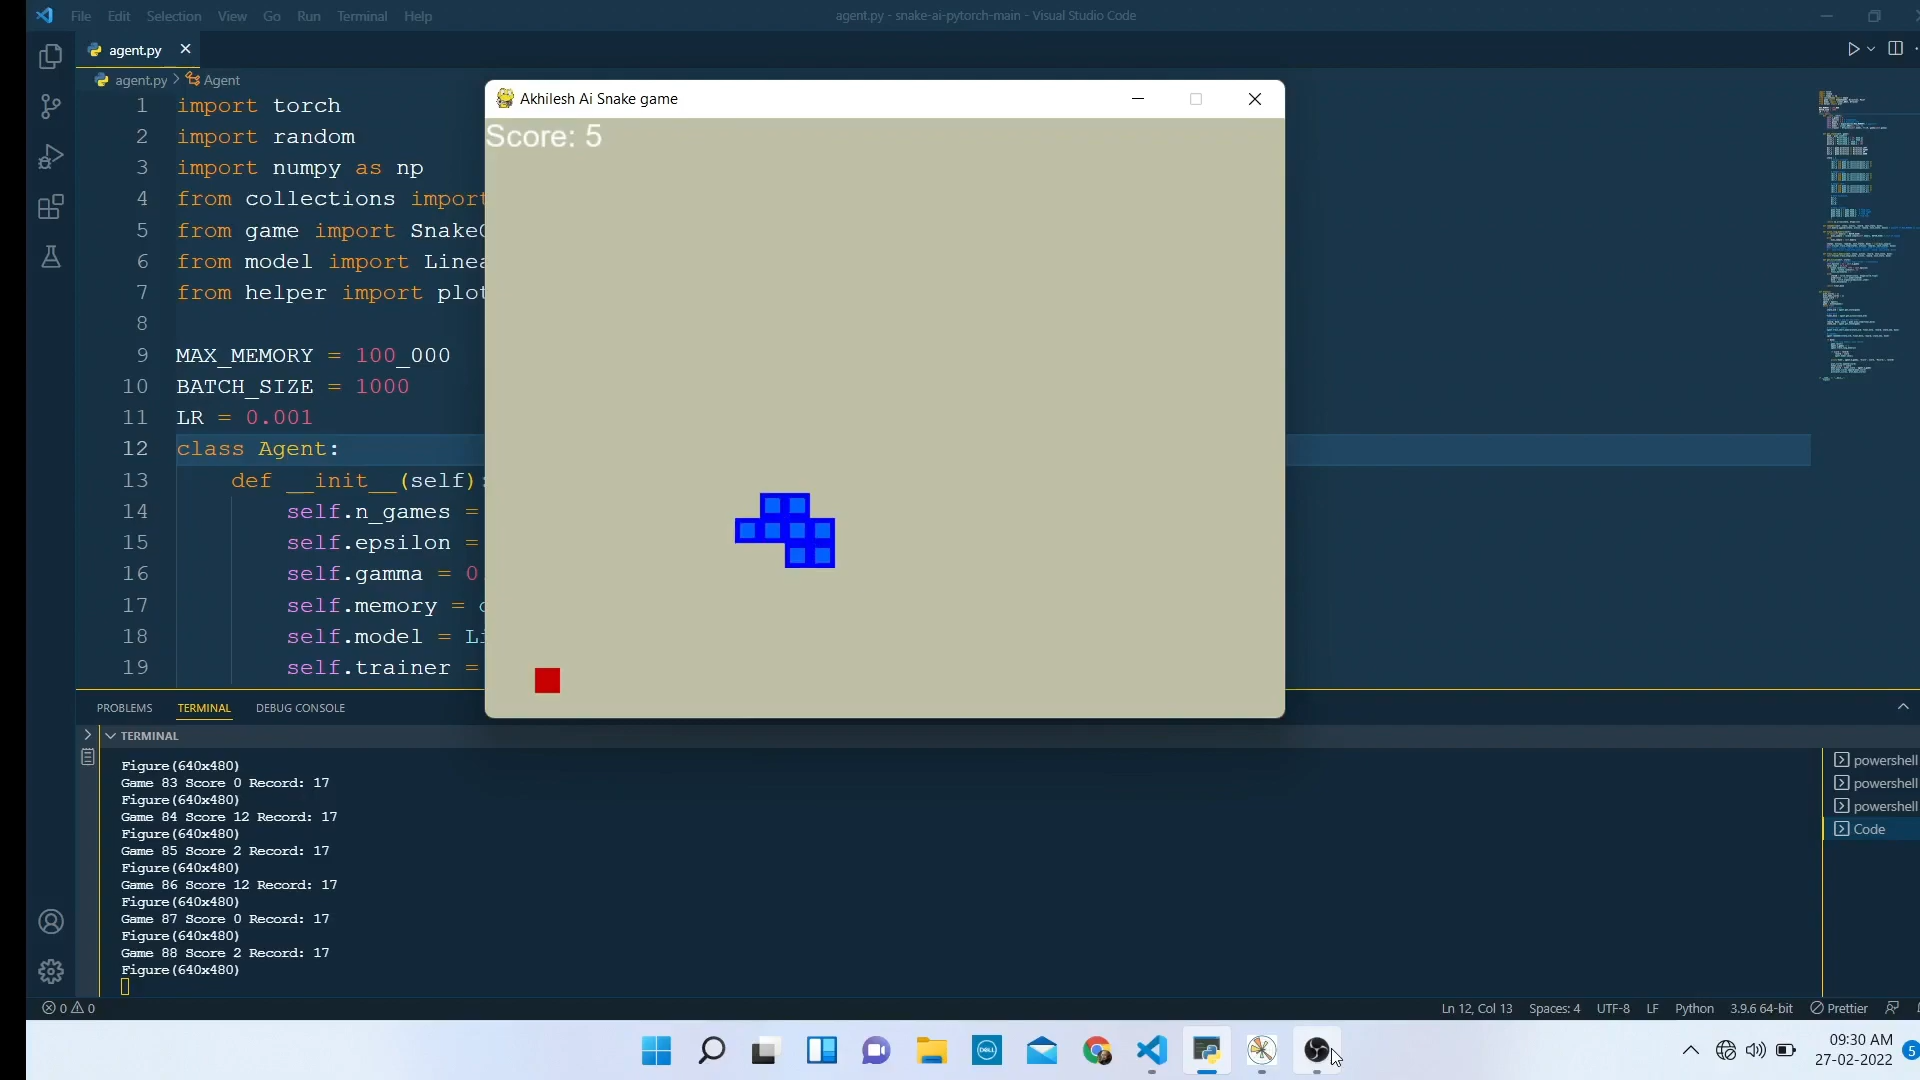 File Edit Selection View Go Run Terminal Help
agent.py - snake-ai-pytorch-main - Visual Studio Code
agent.py
agent.py > Agent
Akhilesh Ai Snake game
Score: 5
1 import torch
2 import random
3 import numpy as np
4 from collections import
5 from game import
6 from model import
7 from helper import
8
9 MAX_MEMORY = 100_000
10 BATCH_SIZE = 1000
11 LR = 0.001
12 class Agent:
13 def __init__(self):
14 self.n_games =
15 self.epsilon =
16 self.gamma = 0
17 self.memory =
18 self.model =
19 self.trainer =
PROBLEMS TERMINAL DEBUG CONSOLE
TERMINAL
Figure(640x480)
Game 83 Score 0 Record: 17
Figure(640x480)
Game 84 Score 12 Record: 17
Figure(640x480)
Game 85 Score 2 Record: 17
Figure(640x480)
Game 86 Score 12 Record: 17
Figure(640x480)
Game 87 Score 0 Record: 17
Figure(640x480)
Game 88 Score 2 Record: 17
Figure(640x480)
powershell
powershell
powershell
Code
0 0
Ln 12, Col 13 Spaces: 4 UTF-8 LF Python 3.9.6 64-bit Prettier
DELL
09:30 AM
27-02-2022
5